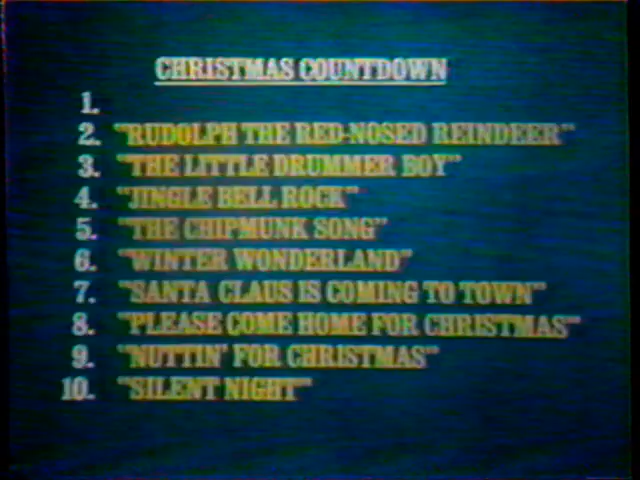 CHRISTMAS COUNTDOWN
1.
2. "RUDOLPH THE RED-NOSED REINDEER"
3. "THE LITTLE DRUMMER BOY"
4. "JINGLE BELL ROCK"
5. "THE CHIPMUNK SONG"
6. "WINTER WONDERLAND"
7. "SANTA CLAUS IS COMING TO TOWN"
8. "PLEASE COME HOME FOR CHRISTMAS"
9. "NUTTIN' FOR CHRISTMAS"
10. "SILENT NIGHT"